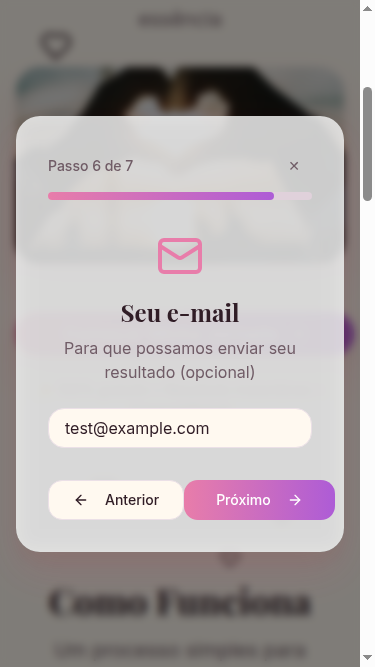 essência
Passo 6 de 7
×
Seu e-mail
Para que possamos enviar seu
resultado (opcional)
test@example.com
← Anterior
Próximo →
Como Funciona
Um processo simples para